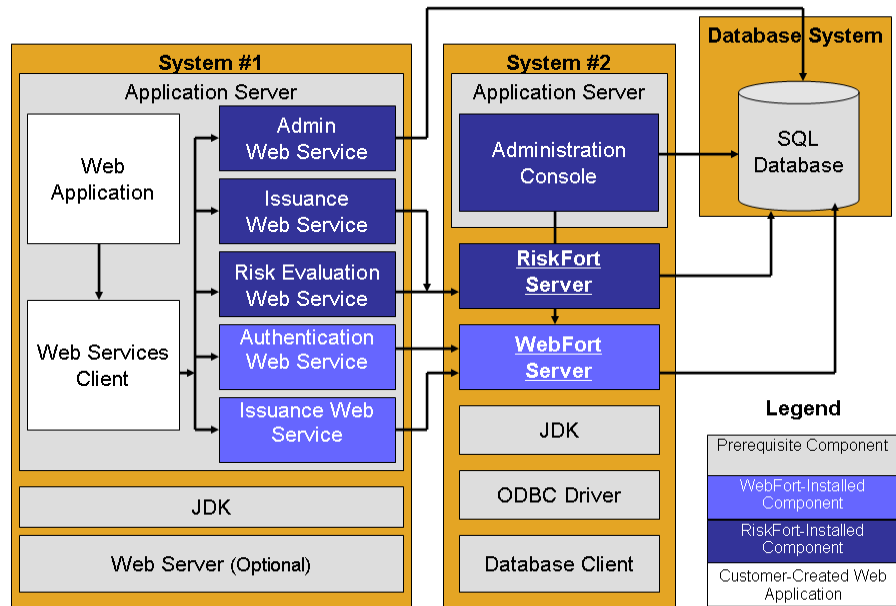 System #1
Application Server
Web
Application
Web Services
Client
Admin
Web Service
Issuance
Web Service
Risk Evaluation
Web Service
Authentication
Web Service
Issuance Web
Service
JDK
Web Server (Optional)
System #2
Application Server
Administration
Console
RiskFort
Server
WebFort
Server
JDK
ODBC Driver
Database Client
Database System
SQL
Database
Legend
Prerequisite Component
WebFort-Installed
Component
RiskFort-Installed
Component
Customer-Created Web
Application